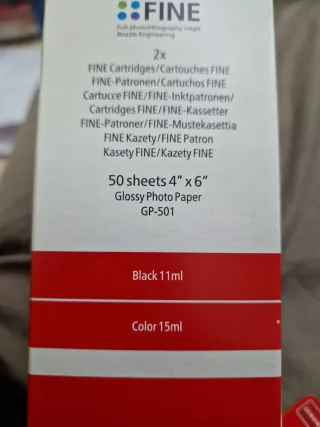 FINE
Full-photolithography Inkjet
Nozzle Engineering
2x
FINE Cartridges/Cartouches FINE
FINE-Patronen/Cartuchos FINE
Cartucce FINE/FINE-Inktpatronen/
Cartridges FINE/FINE-Kassetter
FINE-Patroner/FINE-Mustekasettia
FINE Kazety/FINE Patron
Kasety FINE/Kazety FINE
50 sheets 4" x 6"
Glossy Photo Paper
GP-501
Black 11ml
Color 15ml